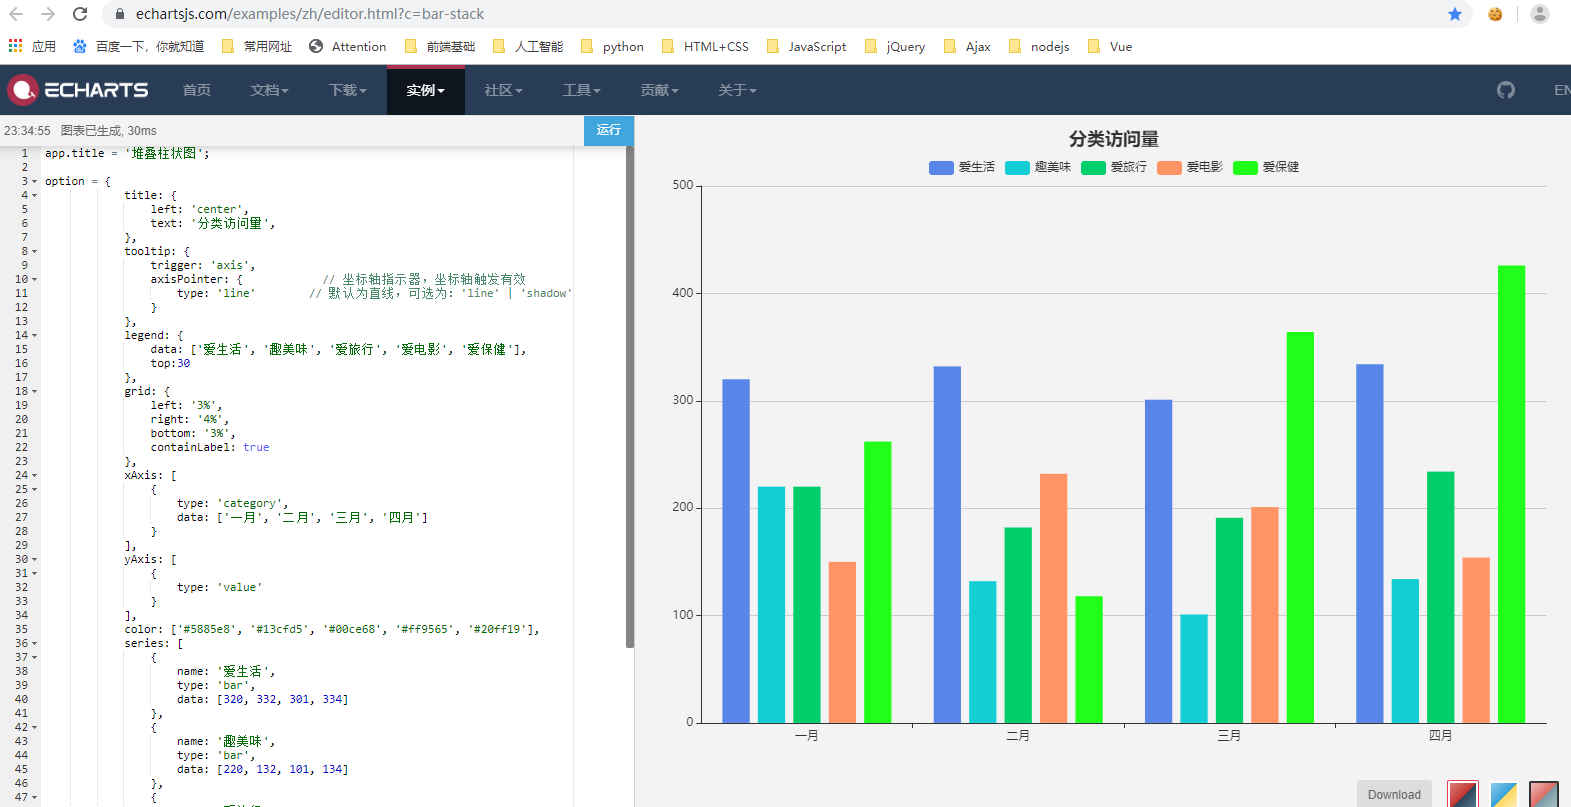 echartsjs.com/examples/zh/editor.html?c=bar-stack
应用 百度一下，你就知道 常用网址 Attention 前端基础 人工智能 python HTML+CSS JavaScript jQuery Ajax nodejs Vue
ECHARTS 首页 文档 下载 实例 社区 工具 贡献 关于 EN
23:34:55 图表已生成, 30ms 运行
1 app.title = '堆叠柱状图';
2
3 option = {
4 title: {
5 left: 'center',
6 text: '分类访问量',
7 },
8 tooltip: {
9 trigger: 'axis',
10 axisPointer: { // 坐标轴指示器，坐标轴触发有效
11 type: 'line' // 默认为直线，可选为: 'line' | 'shadow'
12 }
13 },
14 legend: {
15 data: ['爱生活', '趣美味', '爱旅行', '爱电影', '爱保健'],
16 top:30
17 },
18 grid: {
19 left: '3%',
20 right: '4%',
21 bottom: '3%',
22 containLabel: true
23 },
24 xAxis: [
25 {
26 type: 'category',
27 data: ['一月', '二月', '三月', '四月']
28 }
29 ],
30 yAxis: [
31 {
32 type: 'value'
33 }
34 ],
35 color: ['#5885e8', '#13cfd5', '#00ce68', '#ff9565', '#20ff19'],
36 series: [
37 {
38 name: '爱生活',
39 type: 'bar',
40 data: [320, 332, 301, 334]
41 },
42 {
43 name: '趣美味',
44 type: 'bar',
45 data: [220, 132, 101, 134]
46 },
47 {
分类访问量
爱生活 趣美味 爱旅行 爱电影 爱保健
500
400
300
200
100
0
一月 二月 三月 四月
Download